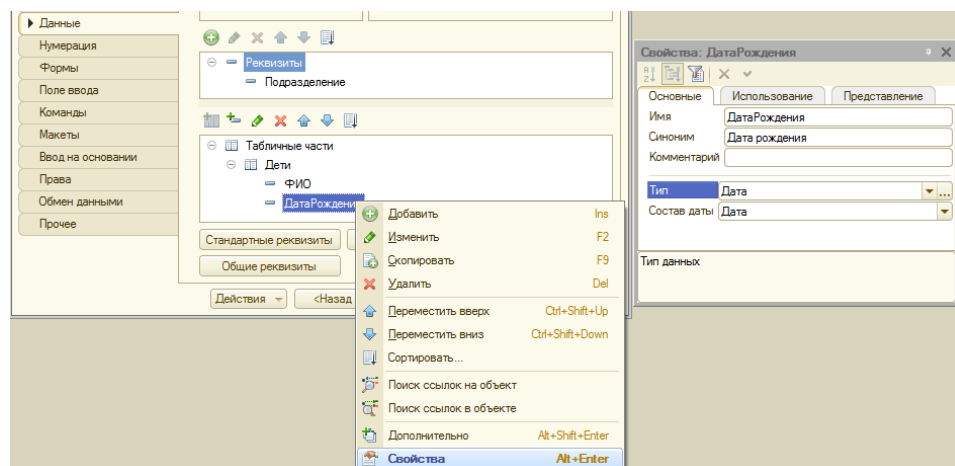 Данные
Нумерация
Формы
Поле ввода
Команды
Макеты
Ввод на основании
Права
Обмен данными
Прочее
Реквизиты
Подразделение
Табличные части
Дети
ФИО
ДатаРождени
Стандартные реквизиты
Общие реквизиты
Действия
<Назад
Добавить Ins
Изменить F2
Скопировать F9
Удалить Del
Переместить вверх Ctrl+Shift+Up
Переместить вниз Ctrl+Shift+Down
Сортировать...
Поиск ссылок на объект
Поиск ссылок в объекте
Дополнительно Alt+Shift+Enter
Свойства Alt+Enter
Свойства: ДатаРождения
Основные Использование Представление
Имя ДатаРождения
Синоним Дата рождения
Комментарий
Тип Дата ...
Состав даты Дата
Тип данных